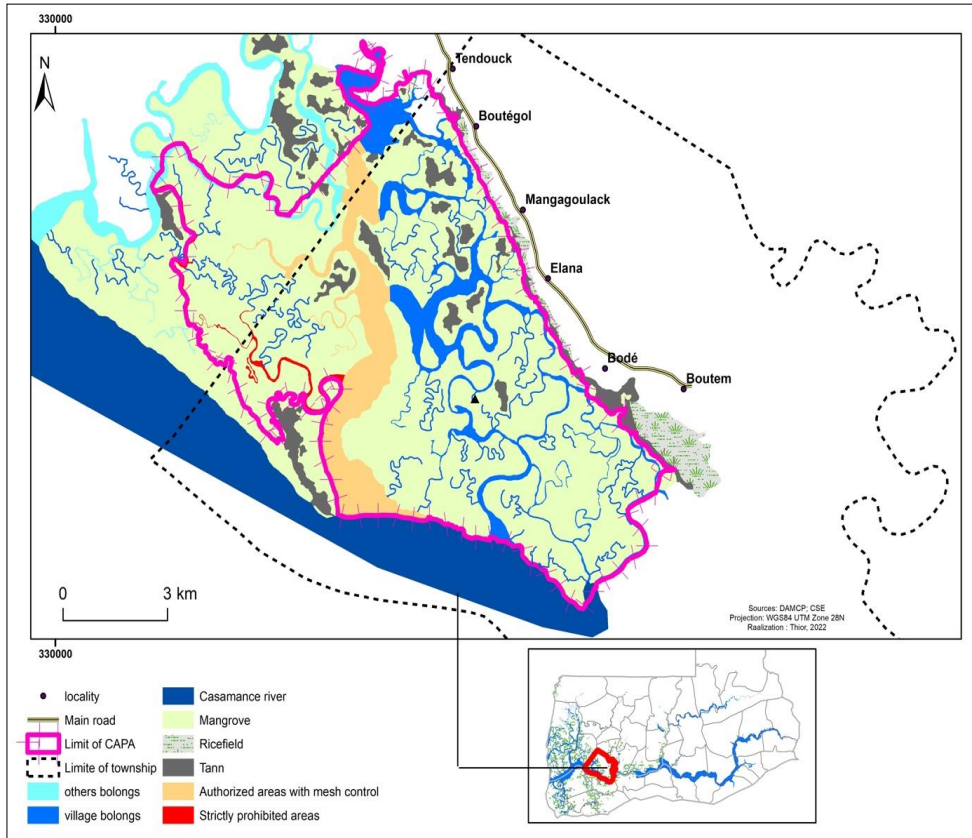 330000
N
Tendouck
Boutégol
Mangagoulack
Elana
Bodé
Boutem
0 3 km
Sources: DAMCP; CSE
Projection: WGS84 UTM Zone 28N
Raalization : Thior, 2022
330000
locality
Main road
Limit of CAPA
Limite of township
others bolongs
village bolongs
Casamance river
Mangrove
Ricefield
Tann
Authorized areas with mesh control
Strictly prohibited areas